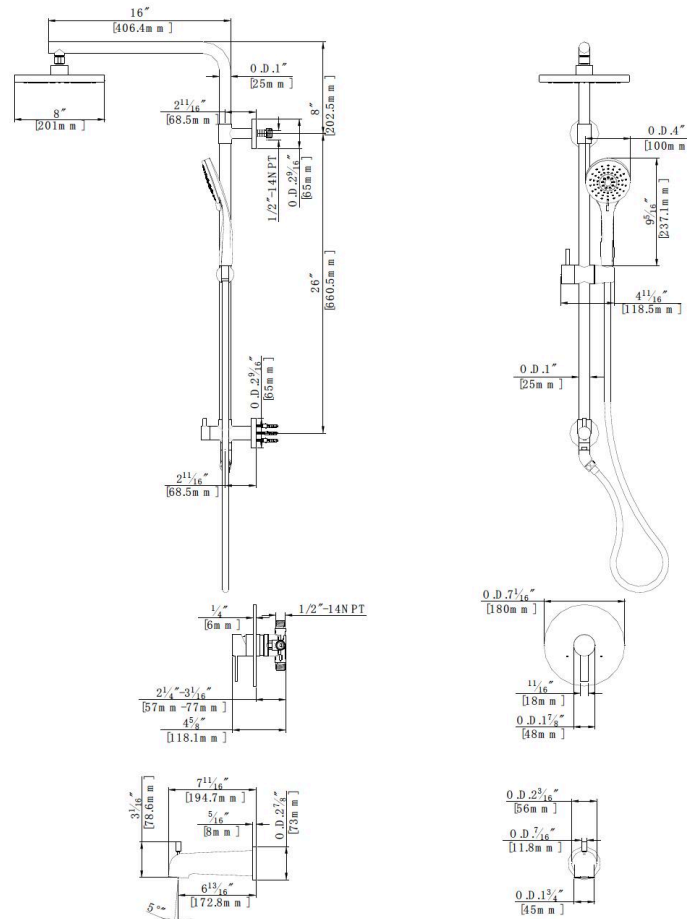 16"
[406.4mm]
O.D.1"
[25mm]
8"
[202.5mm]
2 11/16"
[68.5mm]
8"
[201mm]
1/2"-14NPT
O.D.2 9/16"
[65mm]
26"
[660.5mm]
O.D.2 9/16"
[65mm]
2 11/16"
[68.5mm]
O.D.4"
[100mm]
9 5/16"
[237.1mm]
4 11/16"
[118.5mm]
O.D.1"
[25mm]
1/4"
[6mm]
1/2"-14NPT
2 1/4"-3 1/16"
[57mm-77mm]
4 5/8"
[118.1mm]
O.D.7 1/16"
[180mm]
11/16"
[18mm]
O.D.1 7/8"
[48mm]
7 11/16"
[194.7mm]
3 1/16"
[78.6mm]
5/16"
[8mm]
O.D.2 7/8"
[73mm]
6 13/16"
[172.8mm]
5°
O.D.2 3/16"
[56mm]
O.D.7/16"
[11.8mm]
O.D.1 3/4"
[45mm]